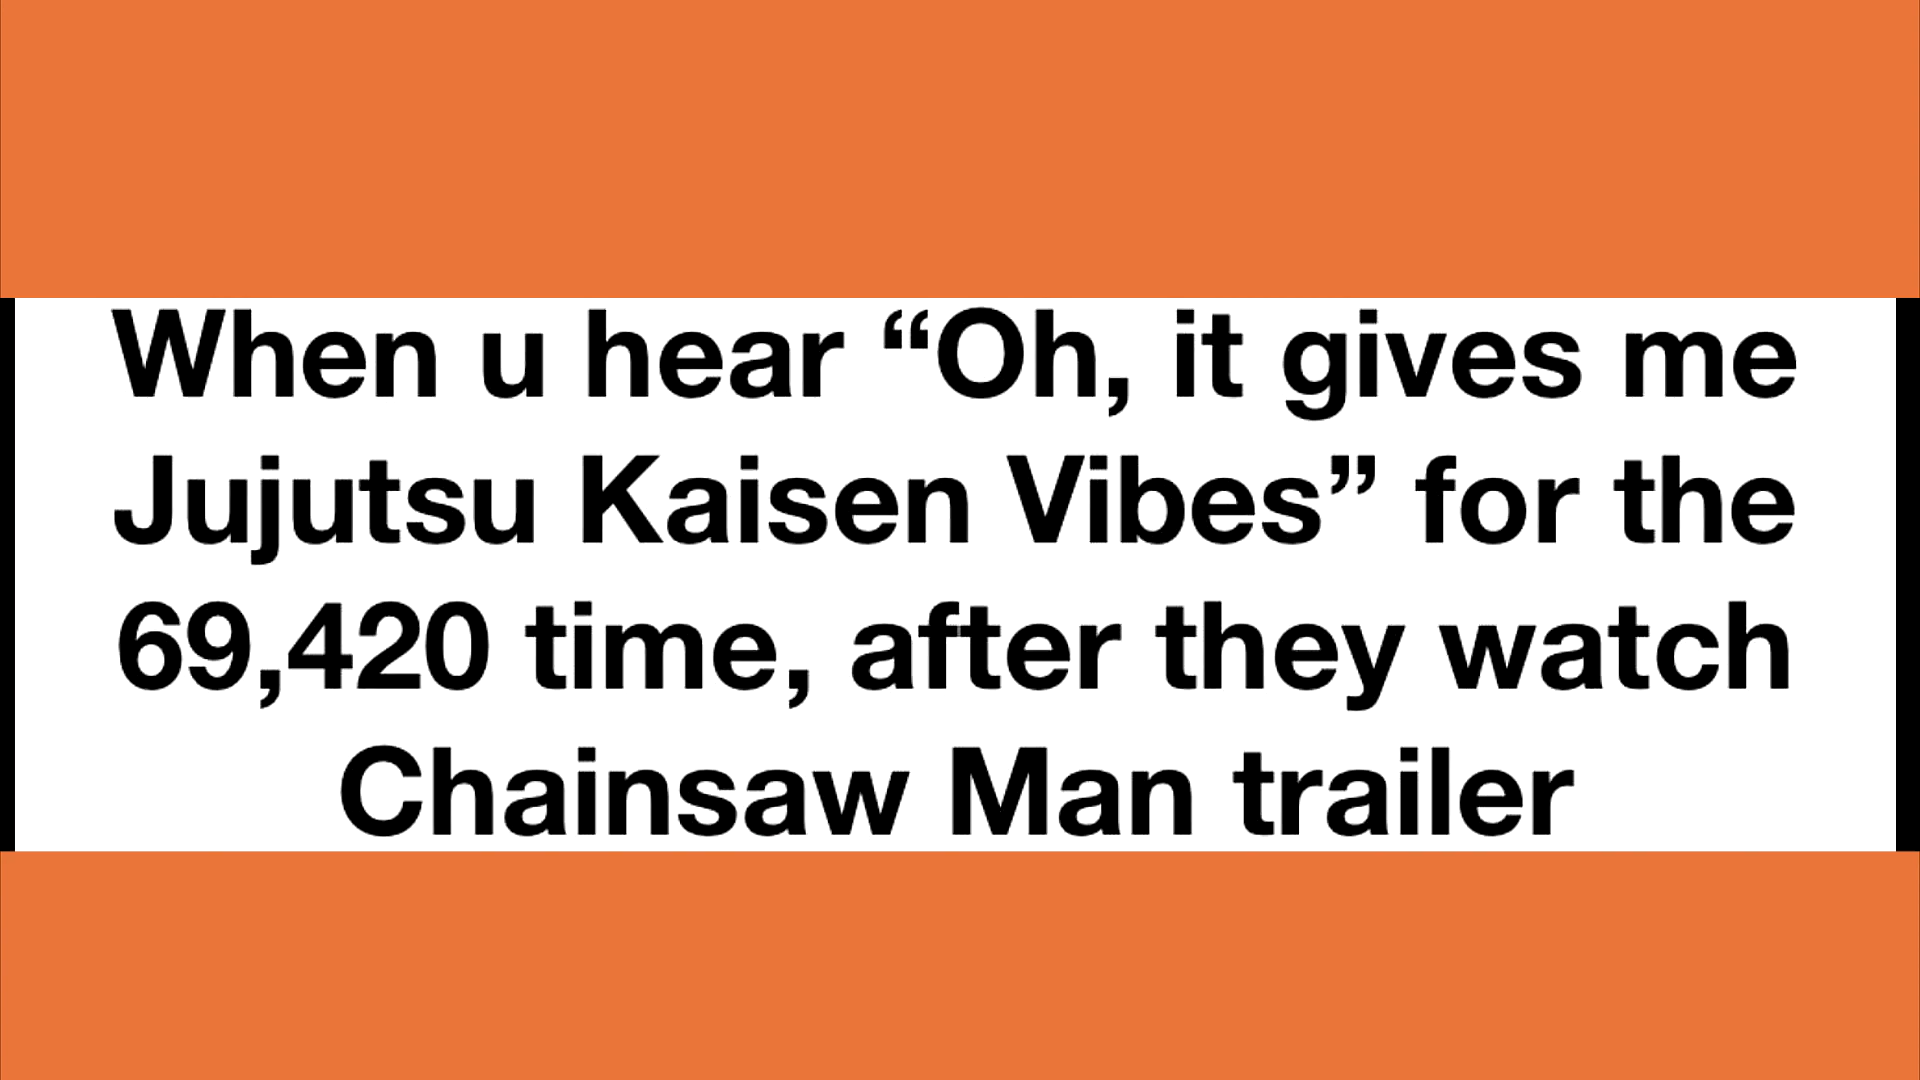 When u hear “Oh, it gives me
Jujutsu Kaisen Vibes” for the
69,420 time, after they watch
Chainsaw Man trailer